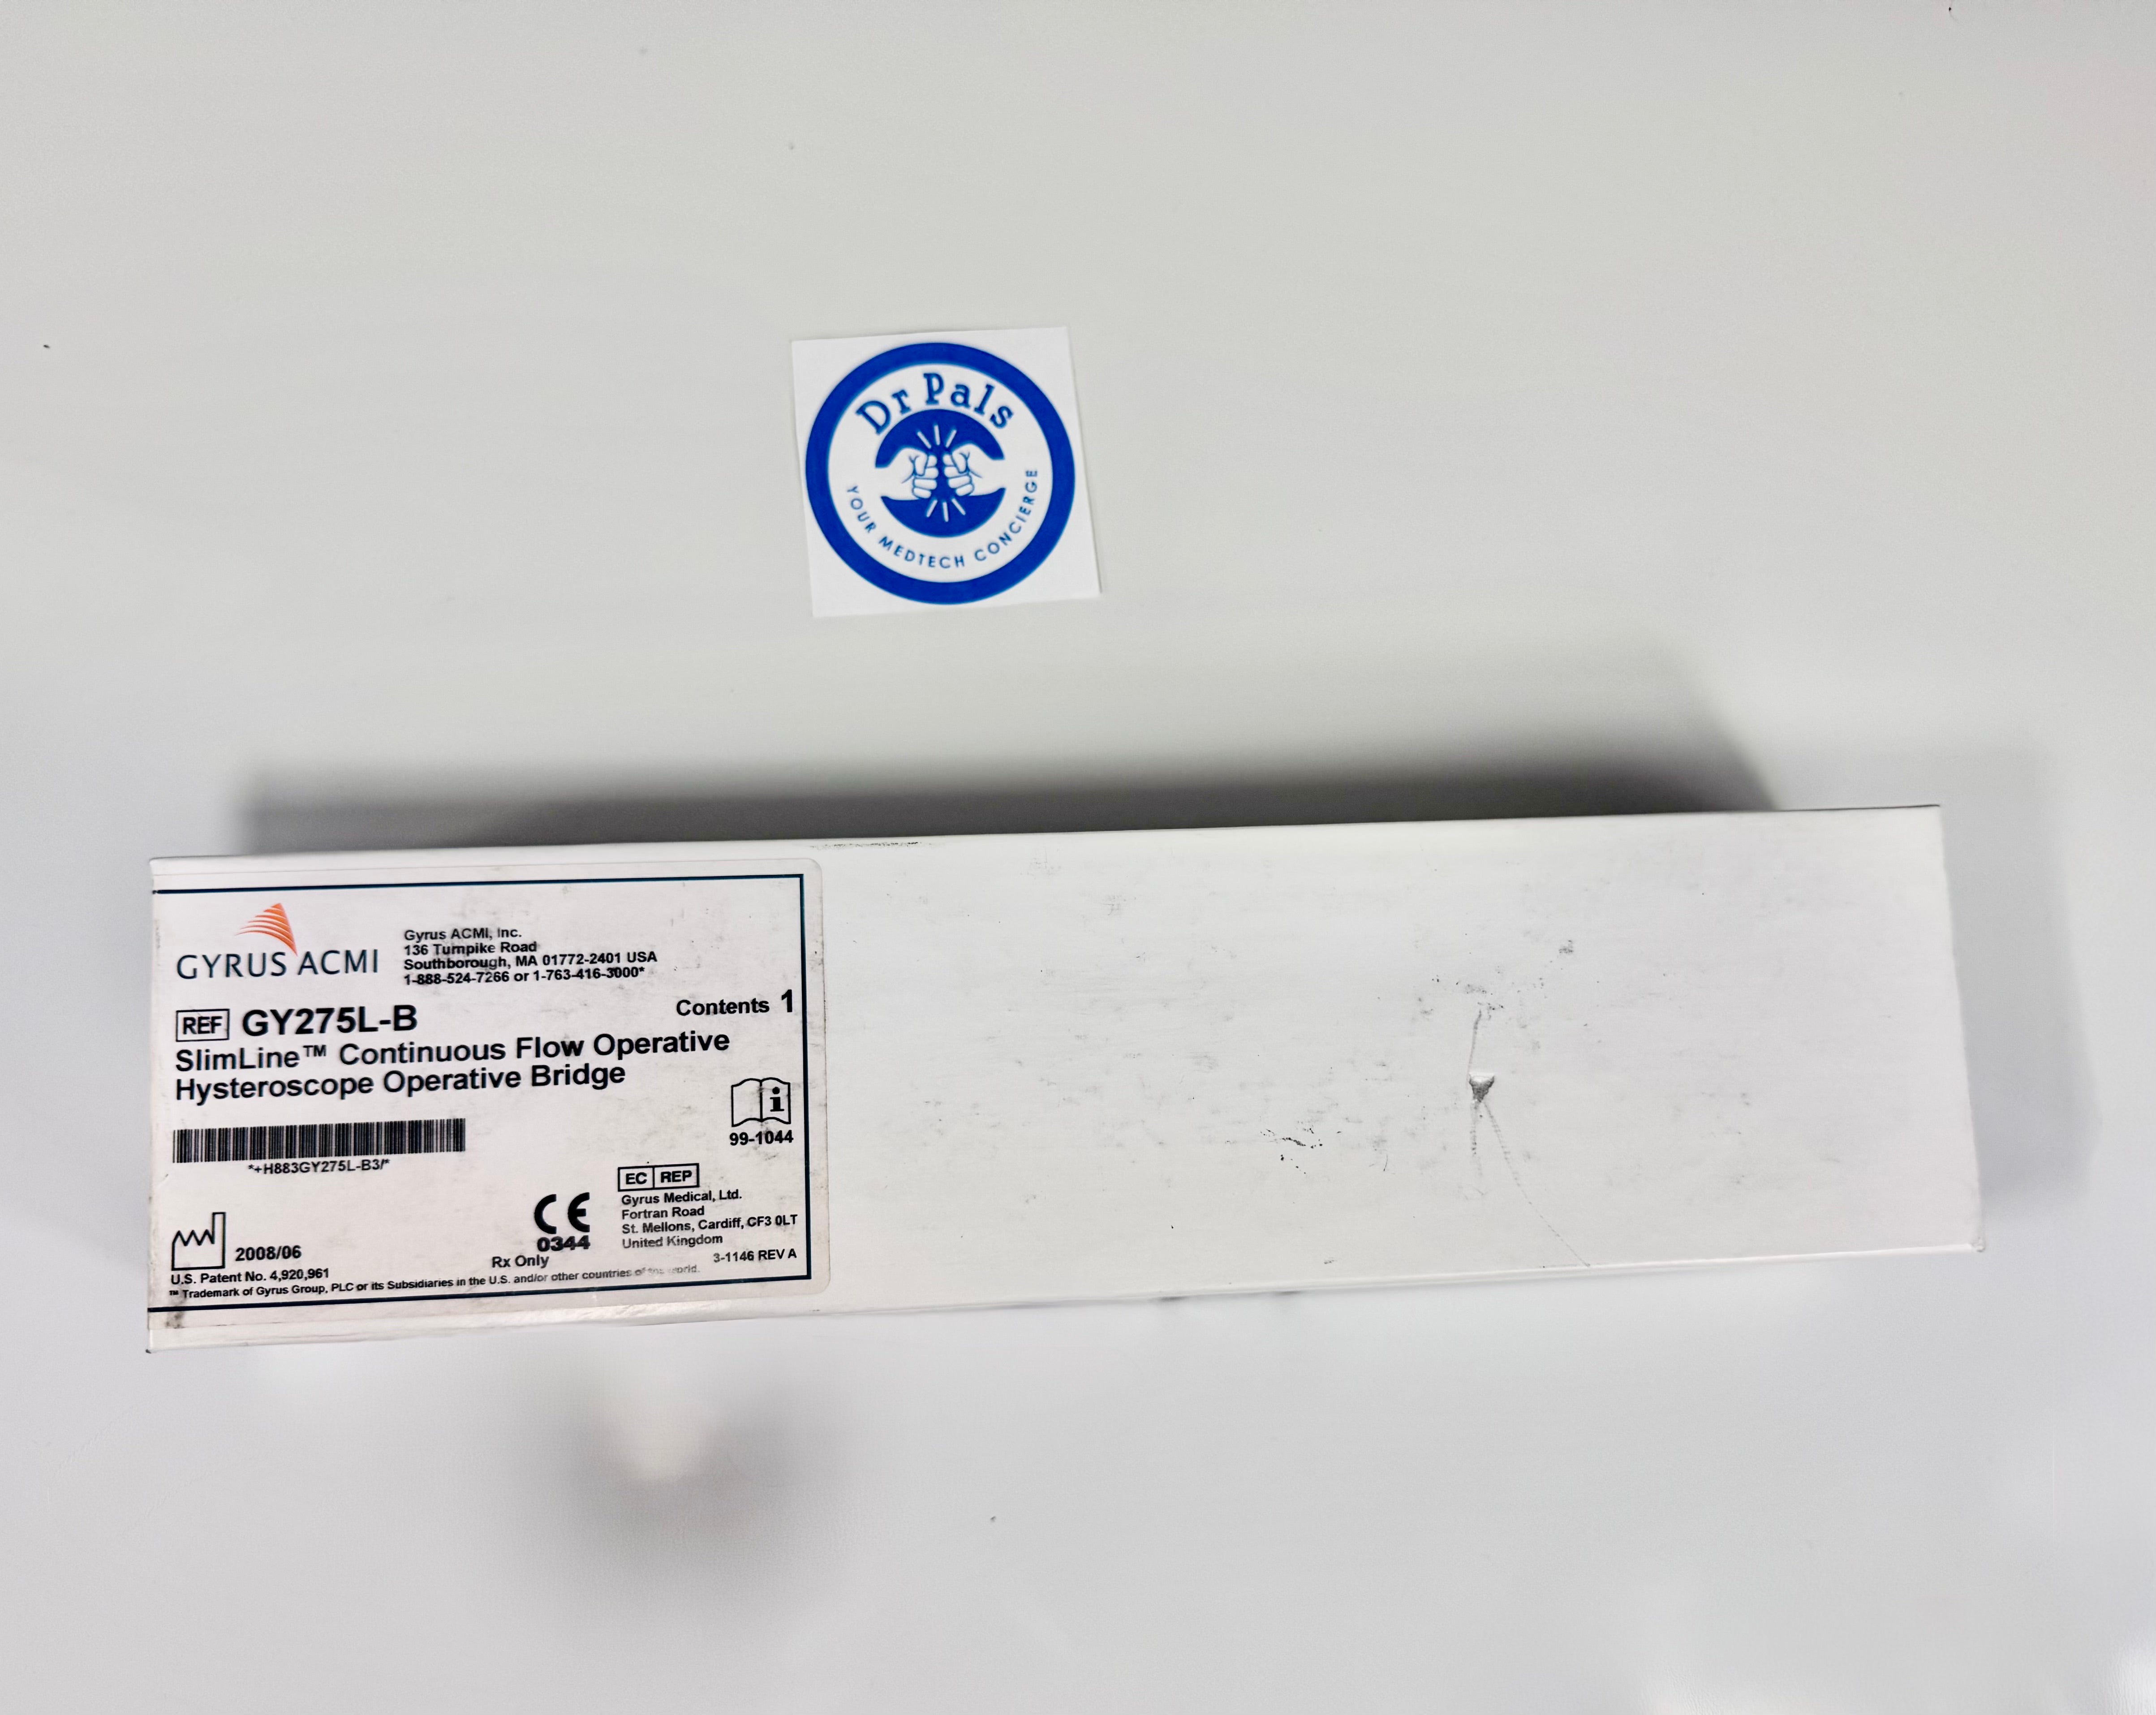 Dr Pals
YOUR MEDTECH CONCIERGE
GYRUS ACMI
Gyrus ACMI, Inc.
136 Turnpike Road
Southborough, MA 01772-2401 USA
1-888-524-7266 or 1-763-416-3000*
REF GY275L-B
Contents 1
SlimLine™ Continuous Flow Operative
Hysteroscope Operative Bridge
i
99-1044
*+H883GY275L-B3/*
EC REP
Gyrus Medical, Ltd.
Fortran Road
St. Mellons, Cardiff, CF3 0LT
United Kingdom
CE
0344
2008/06
Rx Only
3-1146 REV A
U.S. Patent No. 4,920,961
™ Trademark of Gyrus Group, PLC or its Subsidiaries in the U.S. and/or other countries of the world.